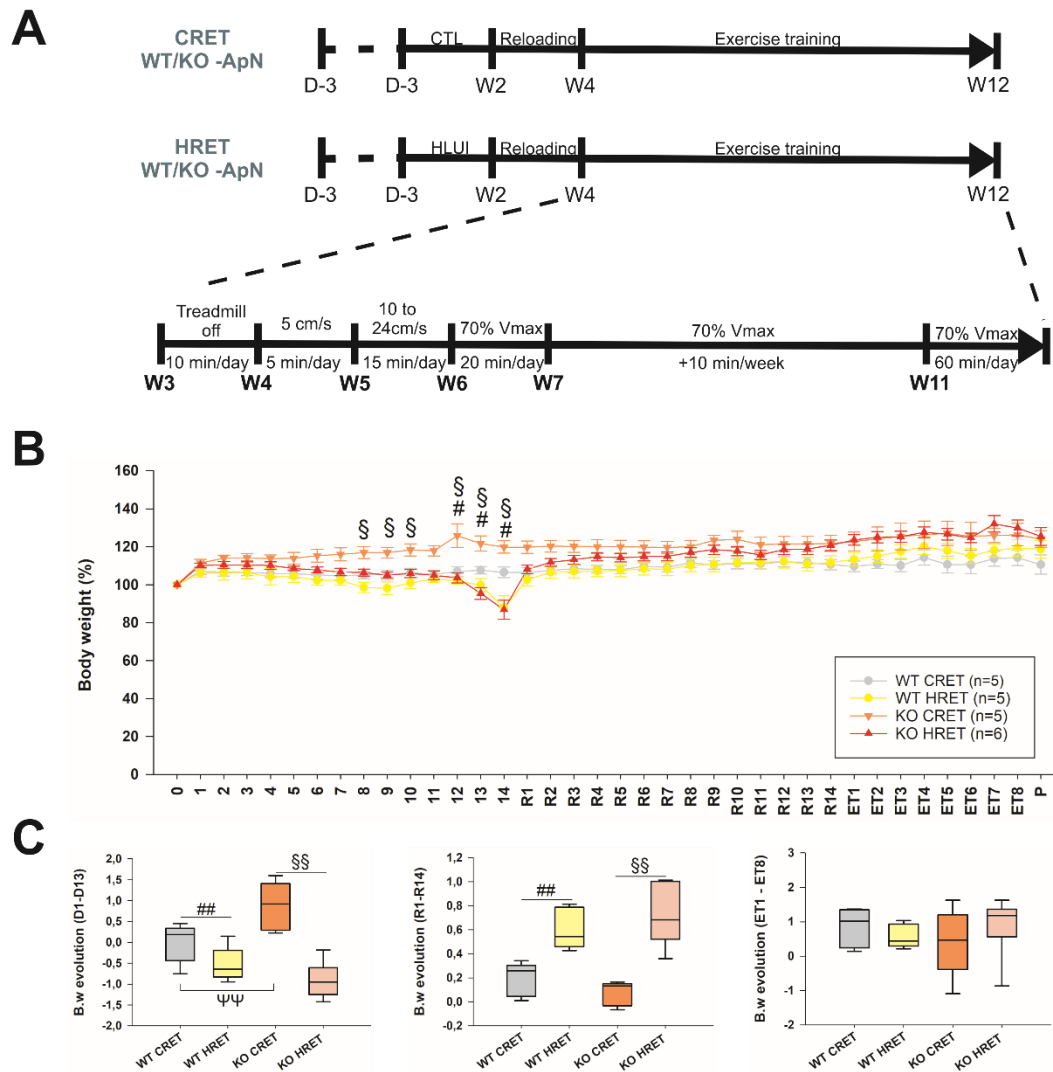 A
CRET
WT/KO -ApN
CTL
Reloading
Exercise training
D-3
D-3
W2
W4
W12
HRET
WT/KO -ApN
HLUI
Reloading
Exercise training
D-3
D-3
W2
W4
W12
Treadmill
off
5 cm/s
10 to
24cm/s
70% Vmax
70% Vmax
70% Vmax
10 min/day
5 min/day
15 min/day
20 min/day
+10 min/week
60 min/day
W3
W4
W5
W6
W7
W11
B
Body weight (%)
160
140
120
100
80
60
40
20
0
§ § § § § §
# # #
WT CRET (n=5)
WT HRET (n=5)
KO CRET (n=5)
KO HRET (n=6)
0 1 2 3 4 5 6 7 8 9 10 11 12 13 14 R1 R2 R3 R4 R5 R6 R7 R8 R9 R10 R11 R12 R13 R14 ET1 ET2 ET3 ET4 ET5 ET6 ET7 ET8 P
C
B.w evolution (D1-D13)
2,0
1,5
1,0
0,5
0,0
-0,5
-1,0
-1,5
-2,0
##
§§
ΨΨ
WT CRET
WT HRET
KO CRET
KO HRET
B.w evolution (R1-R14)
1,2
1,0
0,8
0,6
0,4
0,2
0,0
-0,2
##
§§
WT CRET
WT HRET
KO CRET
KO HRET
B.w evolution (ET1 - ET8)
3
2
1
0
-1
-2
WT CRET
WT HRET
KO CRET
KO HRET